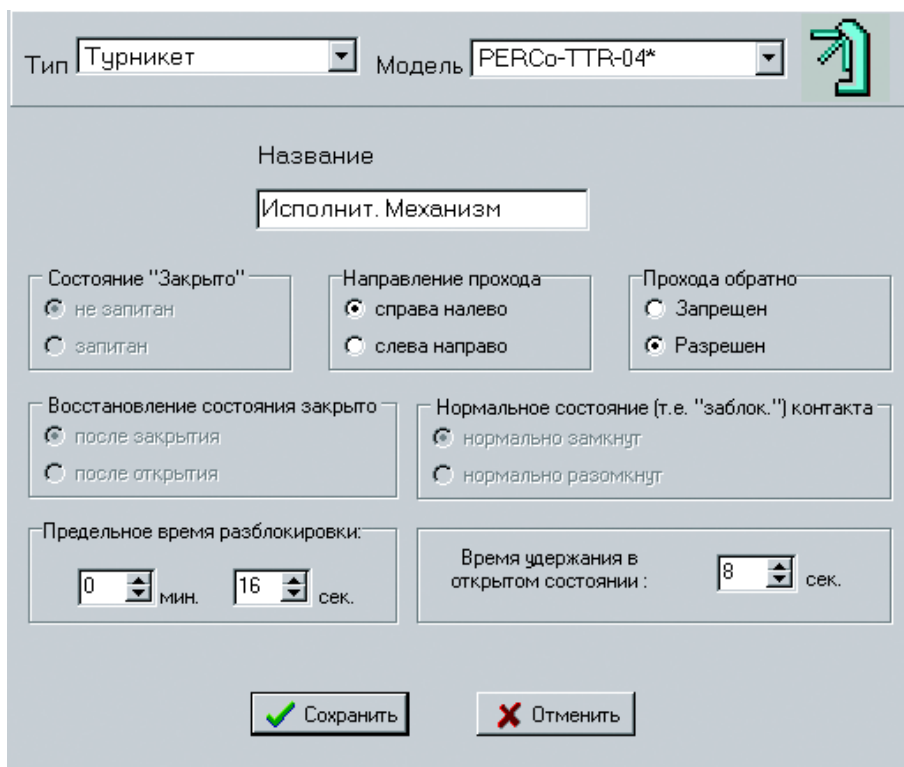 Тип Турникет Модель PERCo-TTR-04*
Название
Исполнит. Механизм
Состояние "Закрыто" Направление прохода Прохода обратно
не запитан справа налево Запрещен
запитан слева направо Разрешен
Восстановление состояния закрыто Нормальное состояние (т.е. "заблок.") контакта
после закрытия нормально замкнут
после открытия нормально разомкнут
Предельное время разблокировки:
0 мин. 16 сек.
Время удержания в
открытом состоянии : 8 сек.
Сохранить Отменить